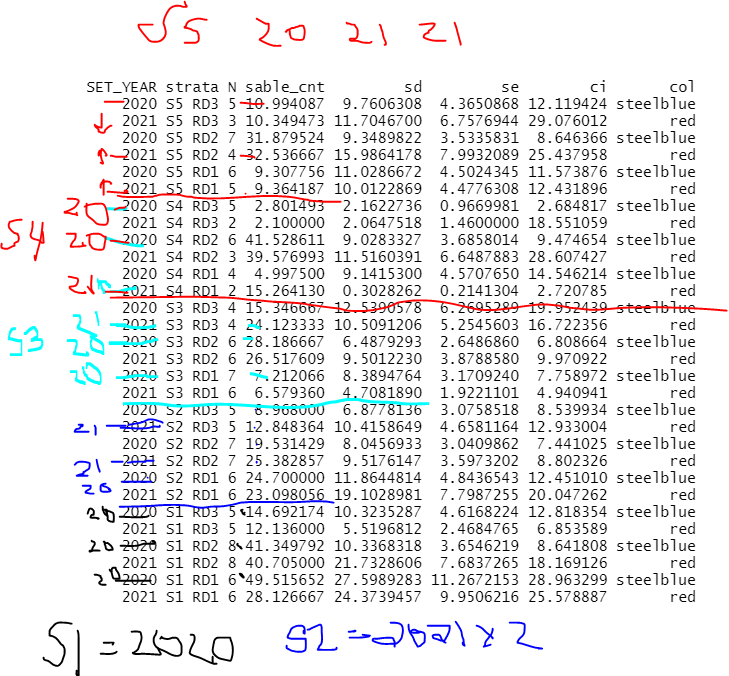 S5 20 21 21
SET_YEAR strata N sable_cnt sd se ci col
2020 S5 RD3 5 10.994087 9.7606308 4.3650868 12.119424 steelblue
2021 S5 RD3 3 10.349473 11.7046700 6.7576944 29.076012 red
2020 S5 RD2 7 31.879524 9.3489822 3.5335831 8.646366 steelblue
2021 S5 RD2 4 32.536667 15.9864178 7.9932089 25.437958 red
2020 S5 RD1 6 9.307756 11.0286672 4.5024345 11.573876 steelblue
2021 S5 RD1 5 9.364187 10.0122869 4.4776308 12.431896 red
20 2020 S4 RD3 5 2.801493 2.1622736 0.9669981 2.684817 steelblue
2021 S4 RD3 2 2.100000 2.0647518 1.4600000 18.551059 red
S4 20 2020 S4 RD2 6 41.528611 9.0283327 3.6858014 9.474654 steelblue
2021 S4 RD2 3 39.576993 11.5160391 6.6487883 28.607427 red
2020 S4 RD1 4 4.997500 9.1415300 4.5707650 14.546214 steelblue
21 2021 S4 RD1 2 15.264130 0.3028262 0.2141304 2.720785 red
2020 S3 RD3 4 15.346667 12.5390578 6.2695289 19.952439 steelblue
21 2021 S3 RD3 4 24.123333 10.5091206 5.2545603 16.722356 red
S3 20 2020 S3 RD2 6 28.186667 6.4879293 2.6486860 6.808664 steelblue
2021 S3 RD2 6 26.517609 9.5012230 3.8788580 9.970922 red
20 2020 S3 RD1 7 7.212066 8.3894764 3.1709240 7.758972 steelblue
2021 S3 RD1 6 6.579360 4.7081890 1.9221101 4.940941 red
2020 S2 RD3 5 8.908000 6.8778136 3.0758518 8.539934 steelblue
21 2021 S2 RD3 5 12.848364 10.4158649 4.6581164 12.933004 red
2020 S2 RD2 7 19.531429 8.0456933 3.0409862 7.441025 steelblue
21 2021 S2 RD2 7 25.382857 9.5176147 3.5973202 8.802326 red
20 2020 S2 RD1 6 24.700000 11.8644814 4.8436543 12.451010 steelblue
2021 S2 RD1 6 23.098056 19.1028981 7.7987255 20.047262 red
20 2020 S1 RD3 5 14.692174 10.3235287 4.6168224 12.818354 steelblue
2021 S1 RD3 5 12.136000 5.5196812 2.4684765 6.853589 red
20 2020 S1 RD2 8 41.349792 10.3368318 3.6546219 8.641808 steelblue
2021 S1 RD2 8 40.705000 21.7328606 7.6837265 18.169126 red
20 2020 S1 RD1 6 49.515652 27.5989283 11.2672153 28.963299 steelblue
2021 S1 RD1 6 28.126667 24.3739457 9.9506216 25.578887 red
S1 = 2020 S2 = 2021 x 2